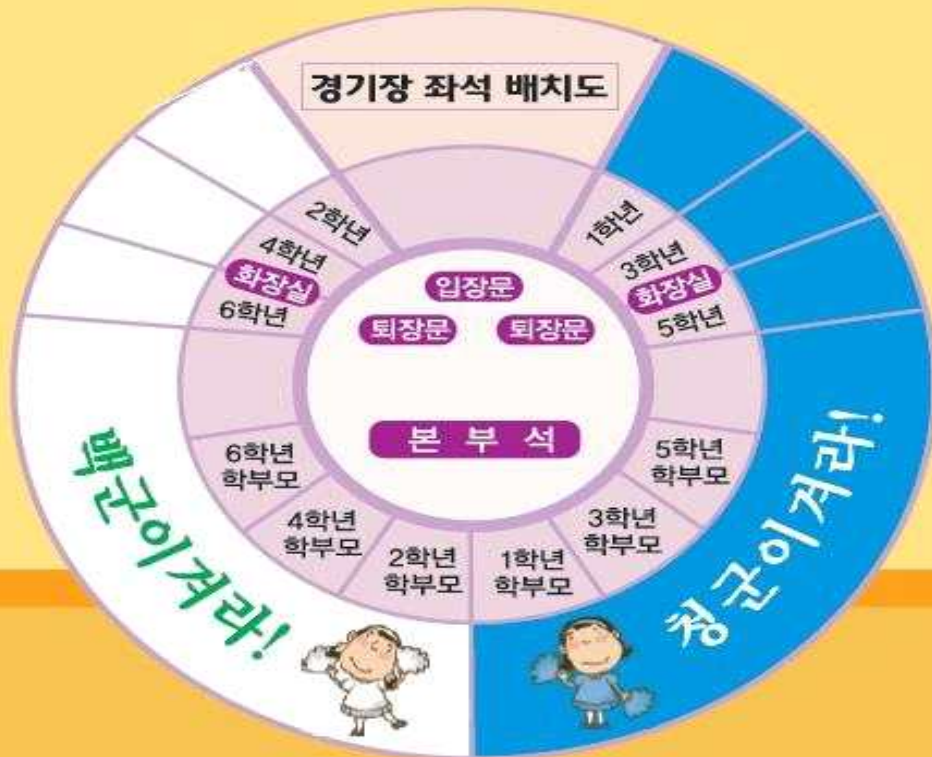 경기장 좌석 배치도
2학년
1학년
4학년
3학년
화장실
화장실
6학년
5학년
입장문
퇴장문
퇴장문
본 부 석
6학년
학부모
5학년
학부모
4학년
학부모
3학년
학부모
2학년
학부모
1학년
학부모
백군이겨라!
청군이겨라!